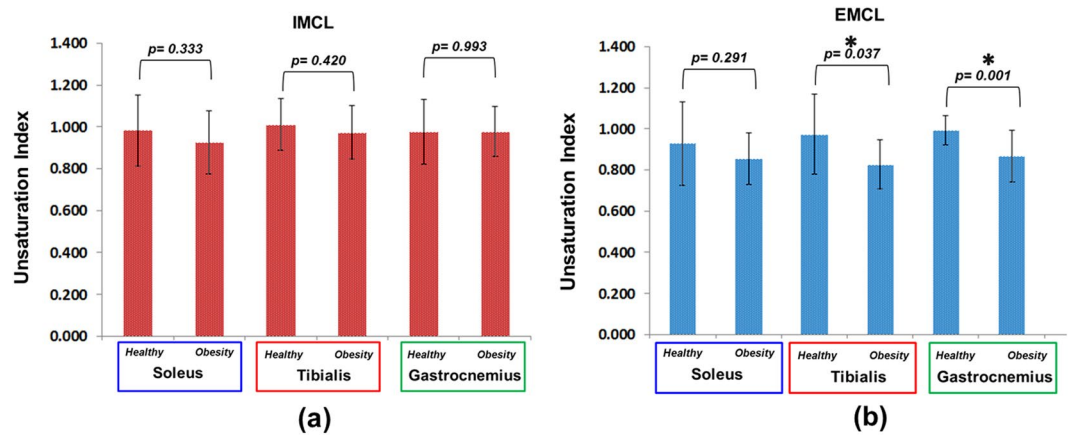 IMCL
1.400
1.200
1.000
0.800
0.600
0.400
0.200
0.000
Unsaturation Index
p= 0.333
p= 0.420
p= 0.993
Healthy Obesity Healthy Obesity Healthy Obesity
Soleus Tibialis Gastrocnemius
(a)
EMCL
1.400
1.200
1.000
0.800
0.600
0.400
0.200
0.000
Unsaturation Index
p= 0.291
*
p= 0.037
*
p= 0.001
Healthy Obesity Healthy Obesity Healthy Obesity
Soleus Tibialis Gastrocnemius
(b)